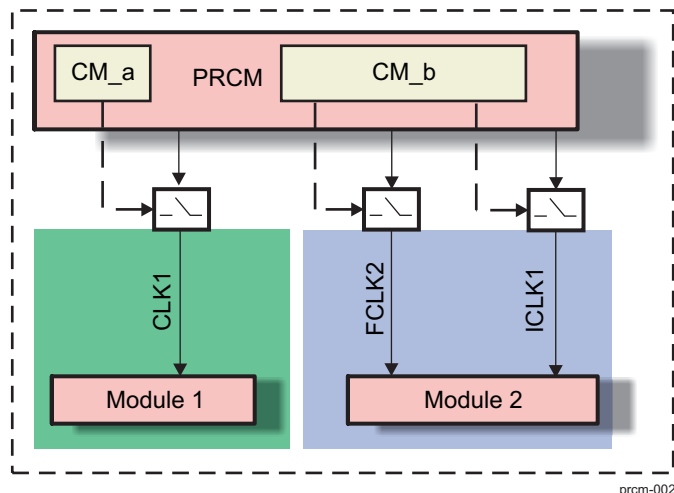 CM_a
PRCM
CM_b
CLK1
FCLK2
ICLK1
Module 1
Module 2
prcm-002